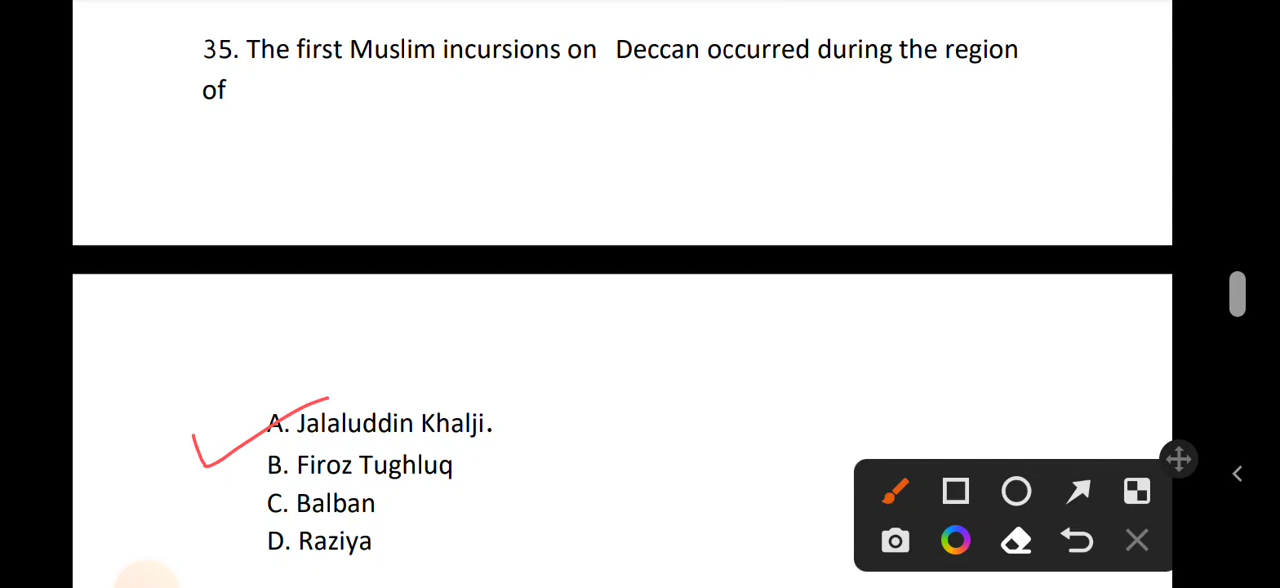 35. The first Muslim incursions on Deccan occurred during the region
of
A. Jalaluddin Khalji.
B. Firoz Tughluq
C. Balban
D. Raziya